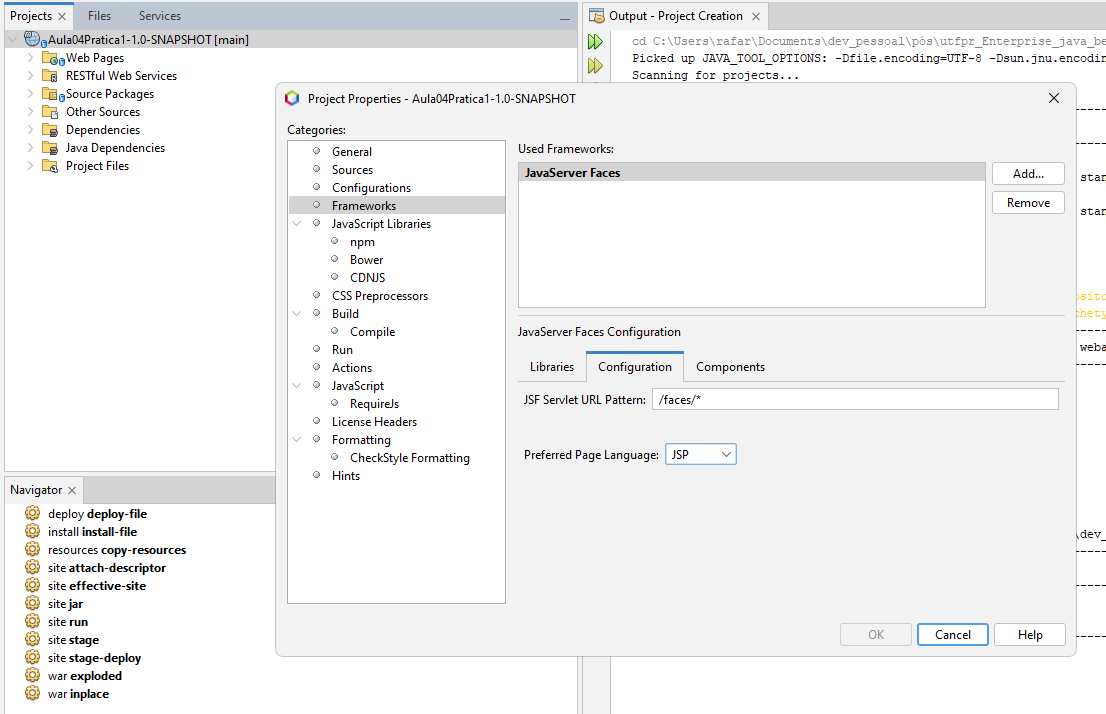 Projects
Files
Services
Aula04Pratica1-1.0-SNAPSHOT [main]
Web Pages
RESTful Web Services
Source Packages
Other Sources
Dependencies
Java Dependencies
Project Files
Navigator
deploy deploy-file
install install-file
resources copy-resources
site attach-descriptor
site effective-site
site jar
site run
site stage
site stage-deploy
war exploded
war inplace
Output - Project Creation
cd C:\Users\rafar\Documents\dev_pessoal\pós\utfpr_Enterprise_java_be
Picked up JAVA_TOOL_OPTIONS: -Dfile.encoding=UTF-8 -Dsun.jnu.encodin
Scanning for projects...
stan
stan
sito
hety
weba
\dev_
Project Properties - Aula04Pratica1-1.0-SNAPSHOT
Categories:
General
Sources
Configurations
Frameworks
JavaScript Libraries
npm
Bower
CDNJS
CSS Preprocessors
Build
Compile
Run
Actions
JavaScript
RequireJs
License Headers
Formatting
CheckStyle Formatting
Hints
Used Frameworks:
JavaServer Faces
Add...
Remove
JavaServer Faces Configuration
Libraries
Configuration
Components
JSF Servlet URL Pattern: /faces/*
Preferred Page Language: JSP
OK
Cancel
Help